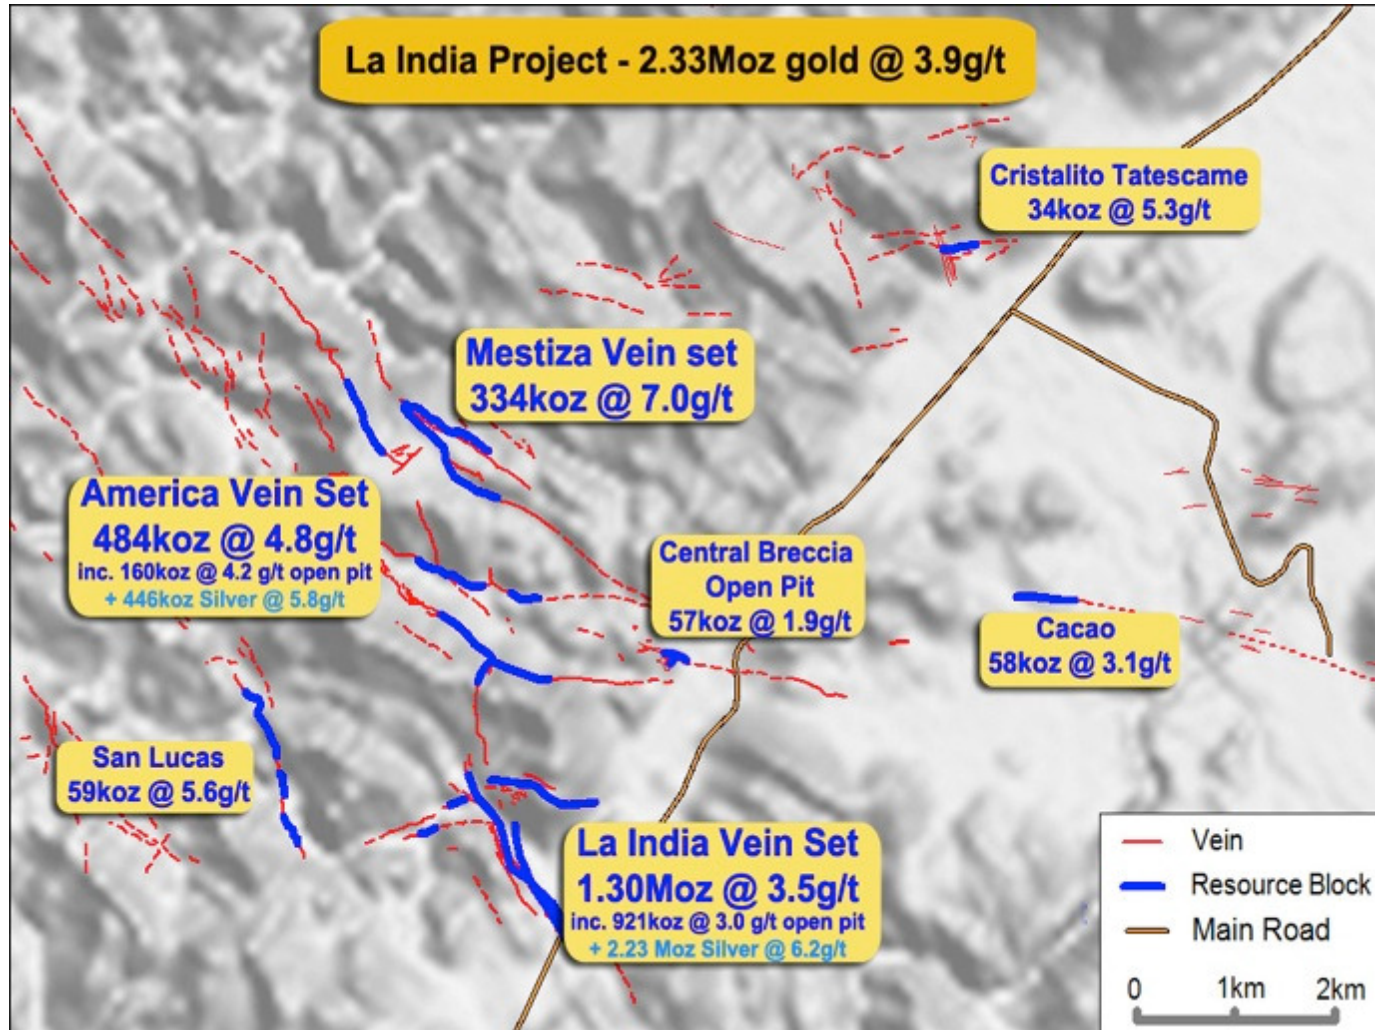 La India Project - 2.33Moz gold @ 3.9g/t
Cristalito Tatescame
34koz @ 5.3g/t
Mestiza Vein set
334koz @ 7.0g/t
America Vein Set
484koz @ 4.8g/t
inc. 160koz @ 4.2 g/t open pit
+ 446koz Silver @ 5.8g/t
Central Breccia
Open Pit
57koz @ 1.9g/t
Cacao
58koz @ 3.1g/t
San Lucas
59koz @ 5.6g/t
La India Vein Set
1.30Moz @ 3.5g/t
inc. 921koz @ 3.0 g/t open pit
+ 2.23 Moz Silver @ 6.2g/t
Vein
Resource Block
Main Road
0 1km 2km